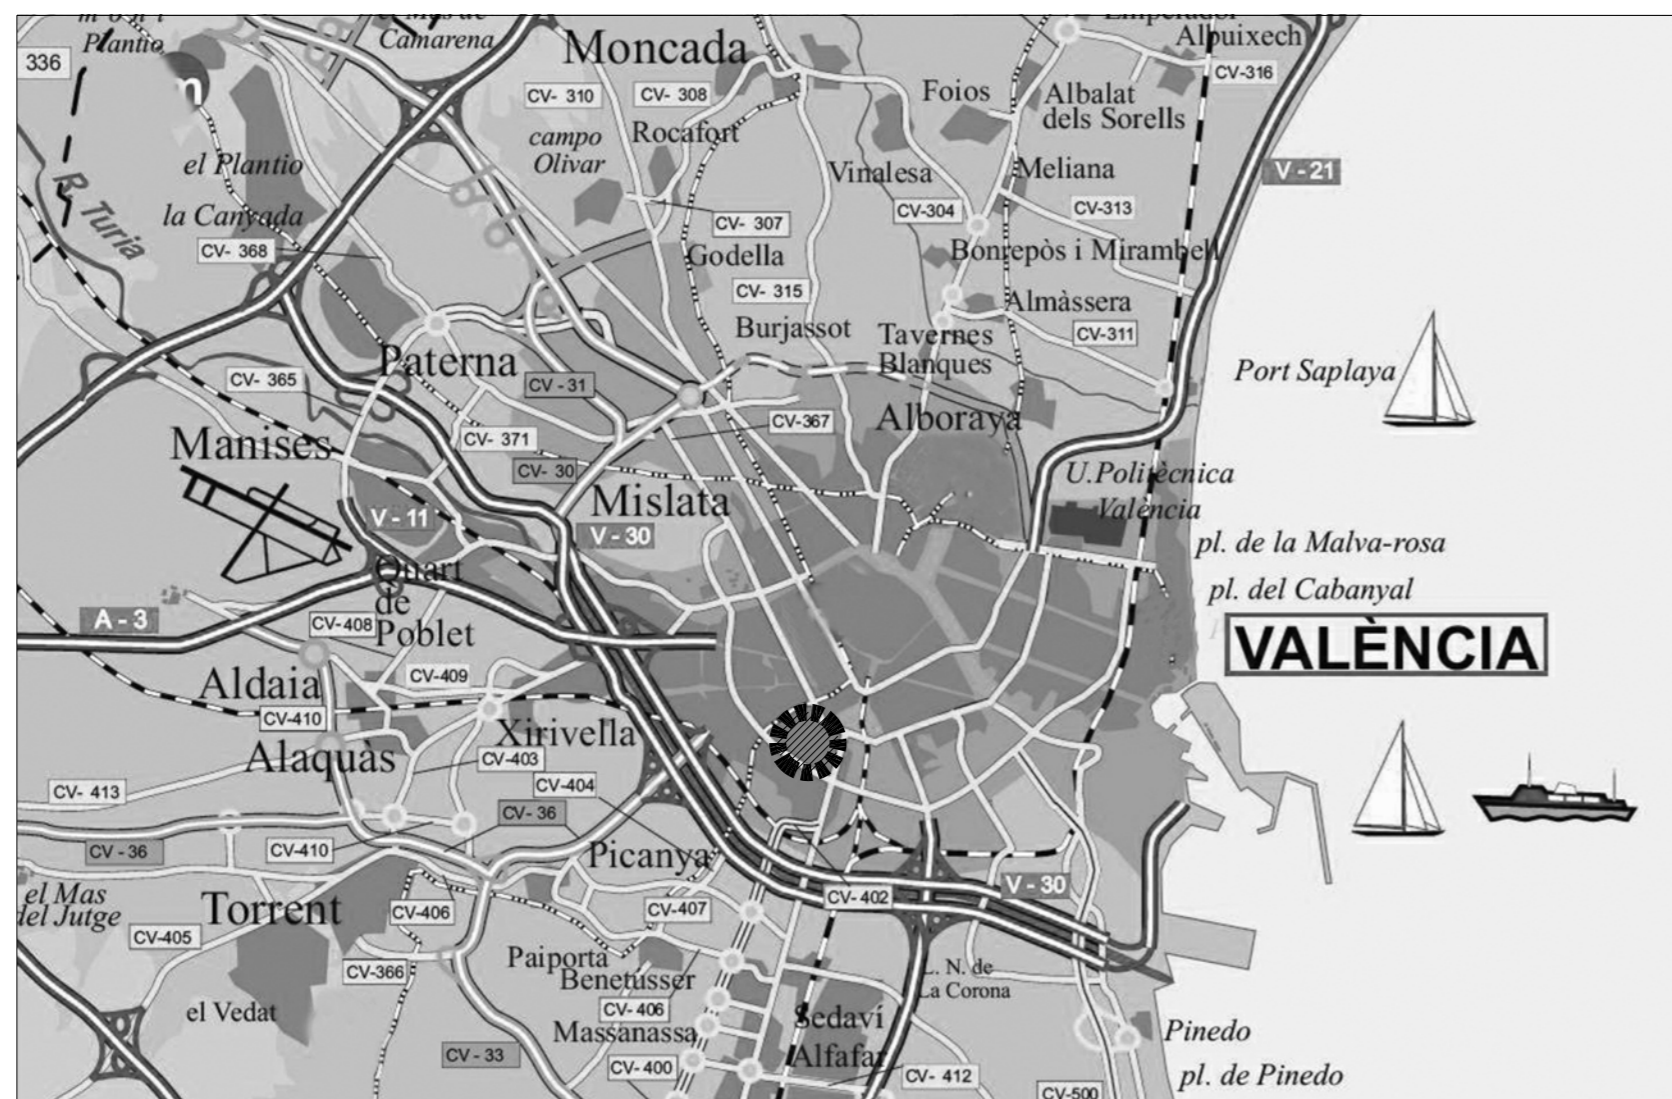 Plantio
Camarena
336
Moncada
Alpuixech
CV-316
CV- 310
CV- 308
Foios
Albalat
dels Sorells
campo
Olivar
Rocafort
el Plantio
Vinalesa
Meliana
V - 21
R. Turia
la Canyada
CV- 368
CV- 307
CV-304
CV-313
Godella
Bonrepòs i Mirambell
CV- 315
Almàssera
Burjassot
Tavernes
Blanques
CV-311
Paterna
Port Saplaya
CV- 365
CV - 31
CV-367
Alboraya
CV- 371
Manises
CV- 30
U.Politècnica
València
Mislata
V - 11
V - 30
pl. de la Malva-rosa
Quart
de
Poblet
pl. del Cabanyal
A - 3
CV- 408
VALÈNCIA
CV-409
Aldaia
CV-410
Xirivella
Alaquàs
CV-403
CV-404
CV- 413
CV- 36
CV - 36
CV-410
Picanya
V - 30
el Mas
del Jutge
Torrent
CV-406
CV-407
CV- 402
CV-405
CV-366
Paiporta
Benetússer
L. N. de
La Corona
CV- 406
el Vedat
Massanassa
Sedaví
Pinedo
CV - 33
CV- 400
Alfafar
CV- 412
pl. de Pinedo
CV-500